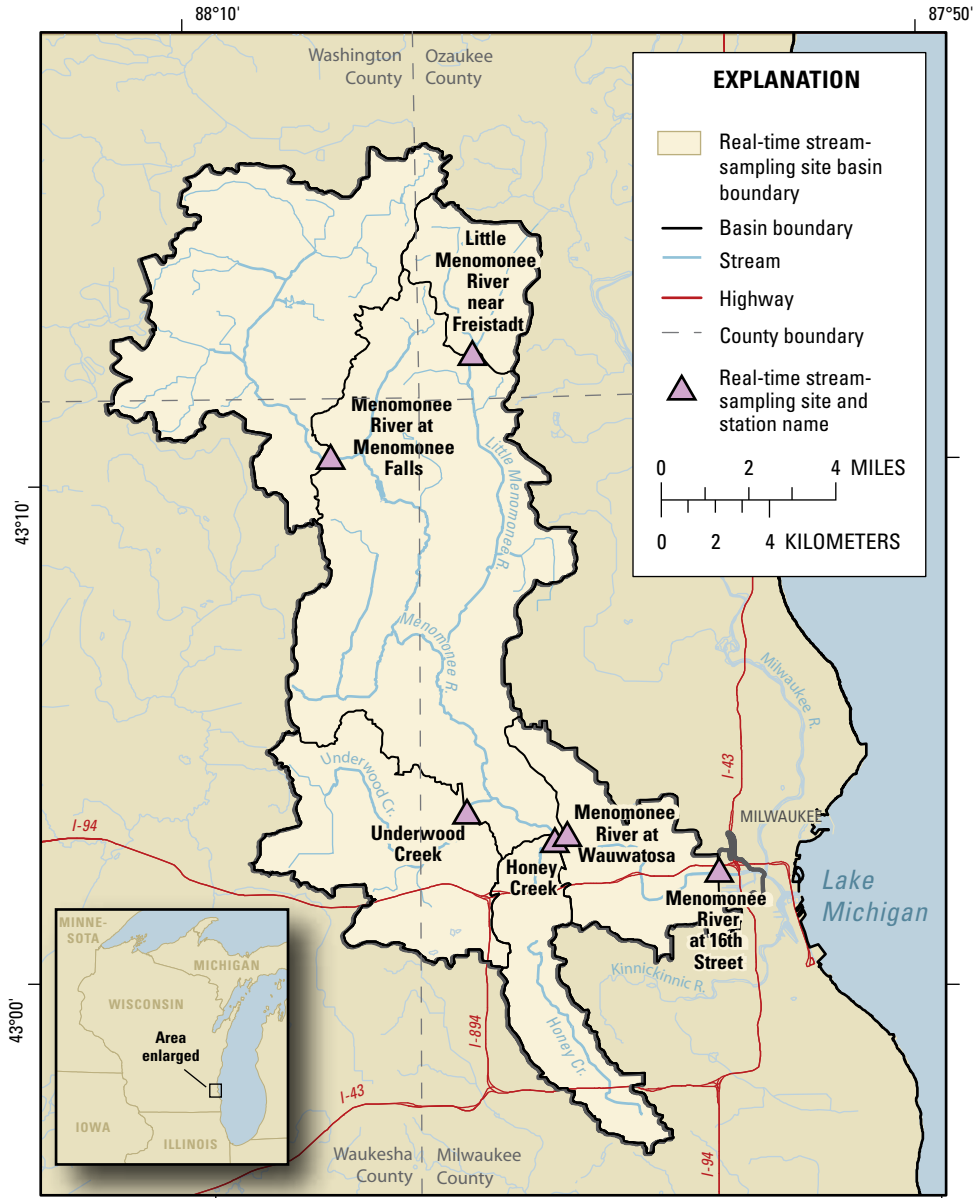 88°10'
87°50'
Washington
County
Ozaukee
County
EXPLANATION
Real-time stream-
sampling site basin
boundary
Basin boundary
Stream
Highway
County boundary
Real-time stream-
sampling site and
station name
0 2 4 MILES
0 2 4 KILOMETERS
Little
Menomonee
River
near
Freistadt
Menomonee
River at
Menomonee
Falls
43°10'
Little Menomonee R.
Menomonee R.
Milwaukee R.
I-43
Underwood
Cr.
I-94
Underwood
Creek
Honey
Creek
Menomonee
River at
Wauwatosa
MILWAUKEE
Menomonee
River
at 16th
Street
Lake
Michigan
Kinnickinnic R.
43°00'
I-894
Honey Cr.
I-43
I-94
MINNE-
SOTA
MICHIGAN
WISCONSIN
Area
enlarged
IOWA
ILLINOIS
Waukesha
County
Milwaukee
County